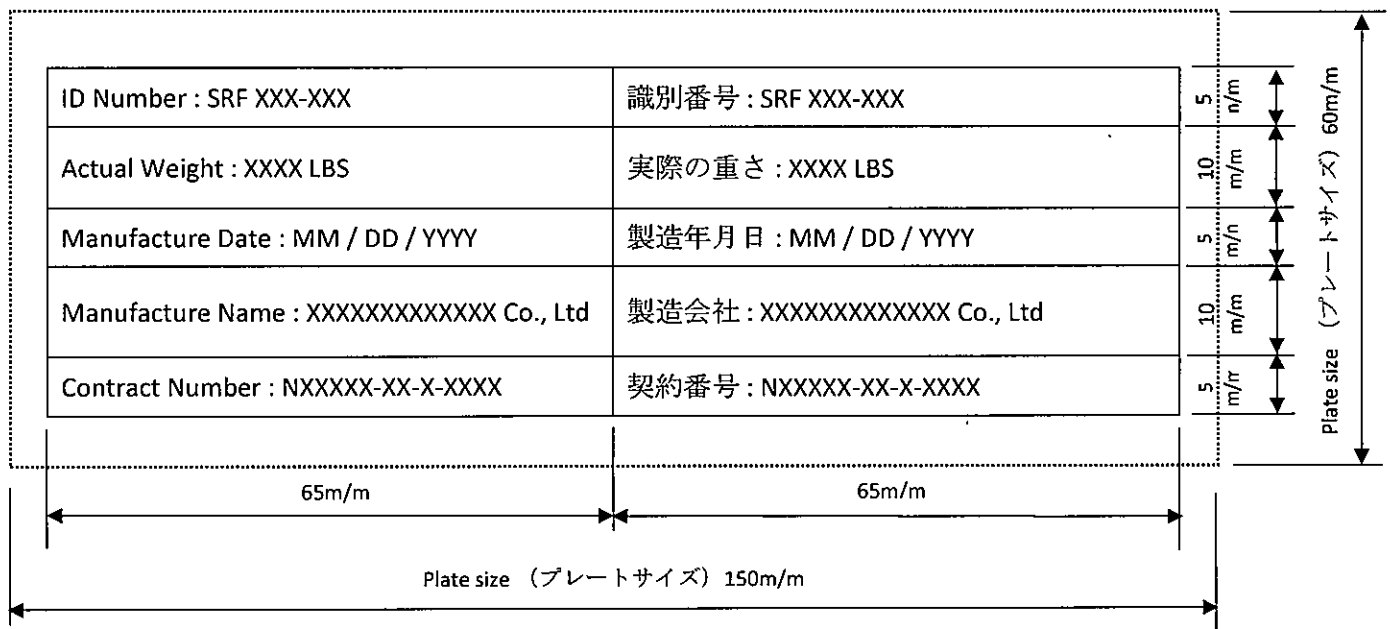 ID Number : SRF XXX-XXX
識別番号 : SRF XXX-XXX
5 n/m
Actual Weight : XXXX LBS
実際の重さ : XXXX LBS
10 m/m
Manufacture Date : MM / DD / YYYY
製造年月日 : MM / DD / YYYY
5 m/n
Manufacture Name : XXXXXXXXXXXXX Co., Ltd
製造会社 : XXXXXXXXXXXXX Co., Ltd
10 m/m
Contract Number : NXXXXX-XX-X-XXXX
契約番号 : NXXXXX-XX-X-XXXX
5 m/r
Plate size (プレートサイズ) 60m/m
65m/m
65m/m
Plate size (プレートサイズ) 150m/m